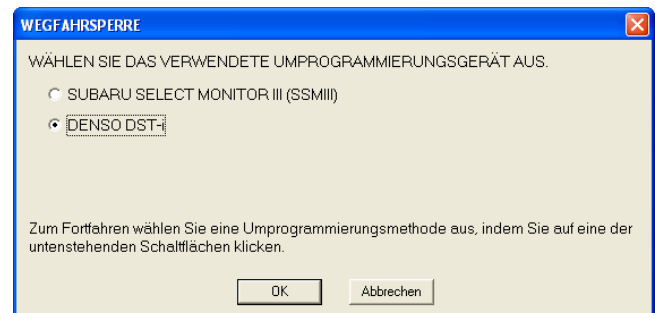 WEGFAHRSPERRE
WÄHLEN SIE DAS VERWENDETE UMPROGRAMMIERUNGSGERÄT AUS.
SUBARU SELECT MONITOR III (SSMIII)
DENSO DST-i
Zum Fortfahren wählen Sie eine Umprogrammierungsmethode aus, indem Sie auf eine der
untenstehenden Schaltflächen klicken.
OK Abbrechen